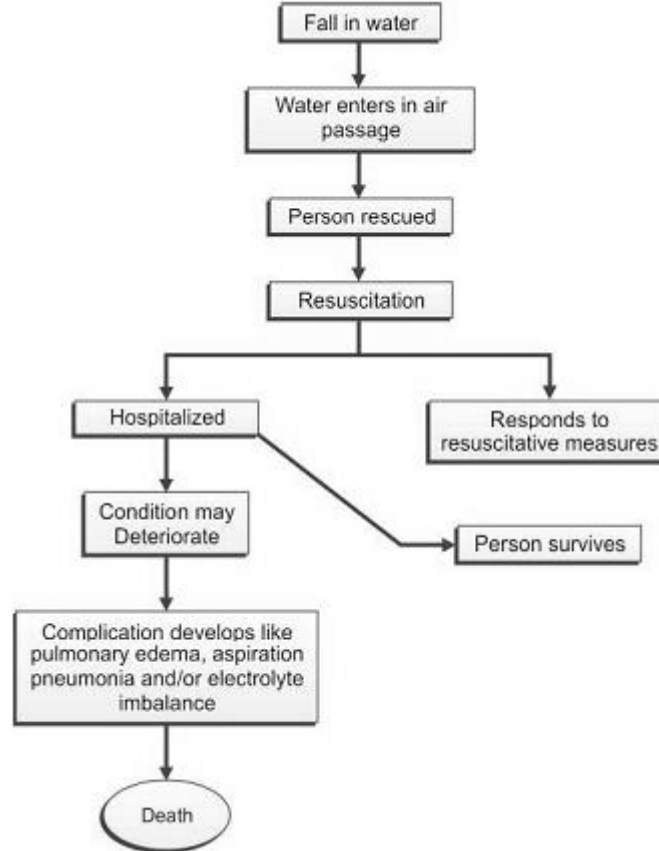 Fall in water
Water enters in air
passage
Person rescued
Resuscitation
Hospitalized
Responds to
resuscitative measures
Condition may
Deteriorate
Person survives
Complication develops like
pulmonary edema, aspiration
pneumonia and/or electrolyte
imbalance
Death